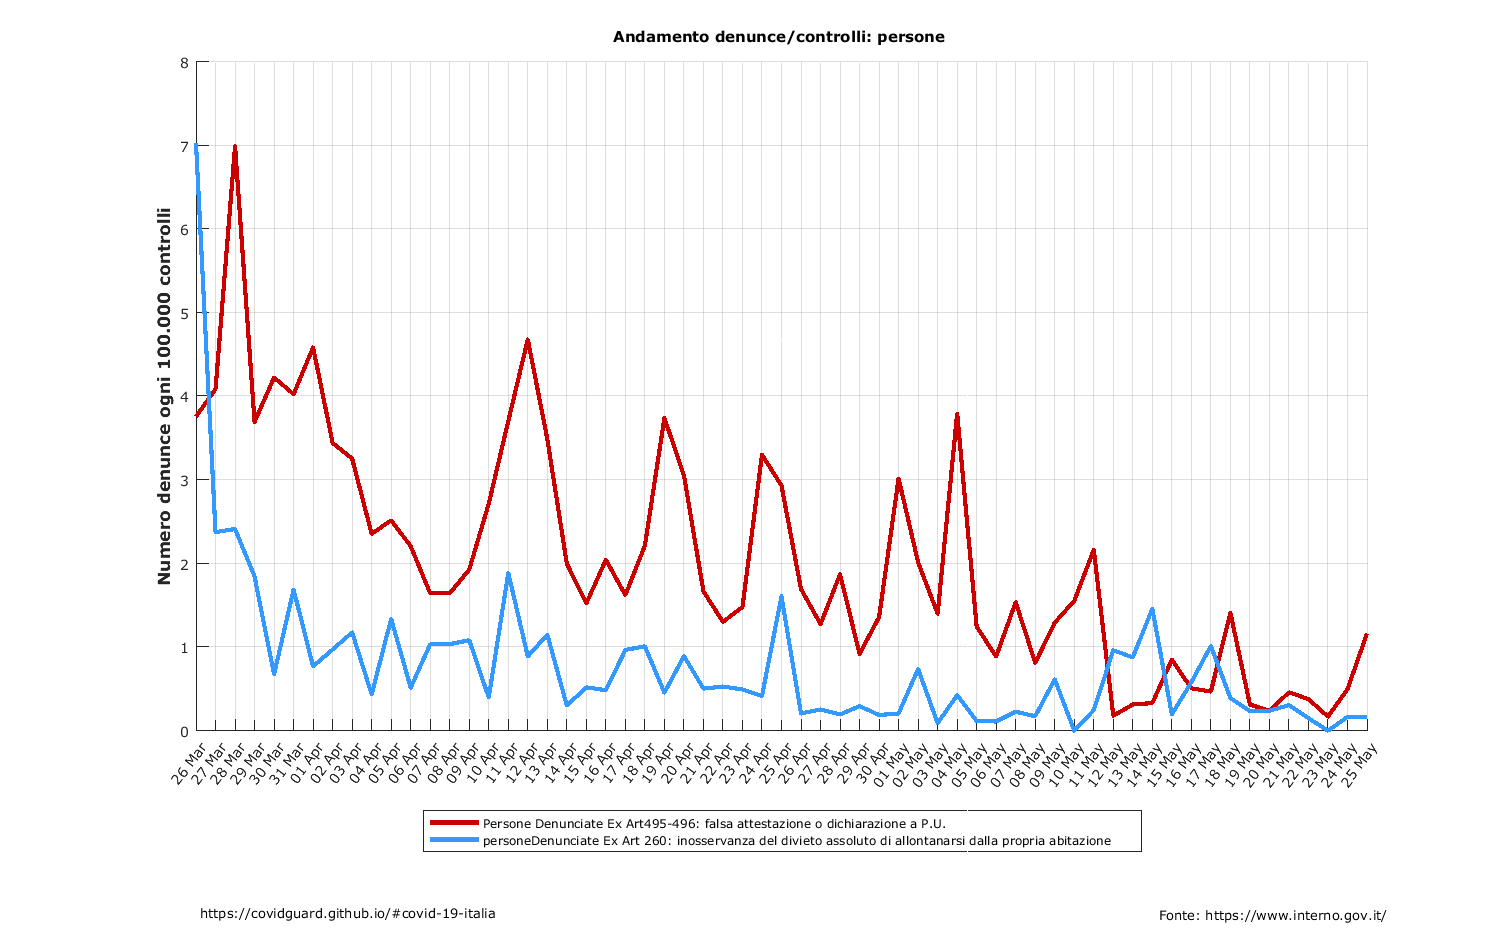 Andamento denunce/controlli: persone
Numero denunce ogni 100.000 controlli
8
7
6
5
4
3
2
1
0
26 Mar
27 Mar
28 Mar
29 Mar
30 Mar
31 Mar
01 Apr
02 Apr
03 Apr
04 Apr
05 Apr
06 Apr
07 Apr
08 Apr
09 Apr
10 Apr
11 Apr
12 Apr
13 Apr
14 Apr
15 Apr
16 Apr
17 Apr
18 Apr
19 Apr
20 Apr
21 Apr
22 Apr
23 Apr
24 Apr
25 Apr
26 Apr
27 Apr
28 Apr
29 Apr
30 Apr
01 May
02 May
03 May
04 May
05 May
06 May
07 May
08 May
09 May
10 May
11 May
12 May
13 May
14 May
15 May
16 May
17 May
18 May
19 May
20 May
21 May
22 May
23 May
24 May
25 May
Persone Denunciate Ex Art495-496: falsa attestazione o dichiarazione a P.U.
personeDenunciate Ex Art 260: inosservanza del divieto assoluto di allontanarsi dalla propria abitazione
https://covidguard.github.io/#covid-19-italia
Fonte: https://www.interno.gov.it/